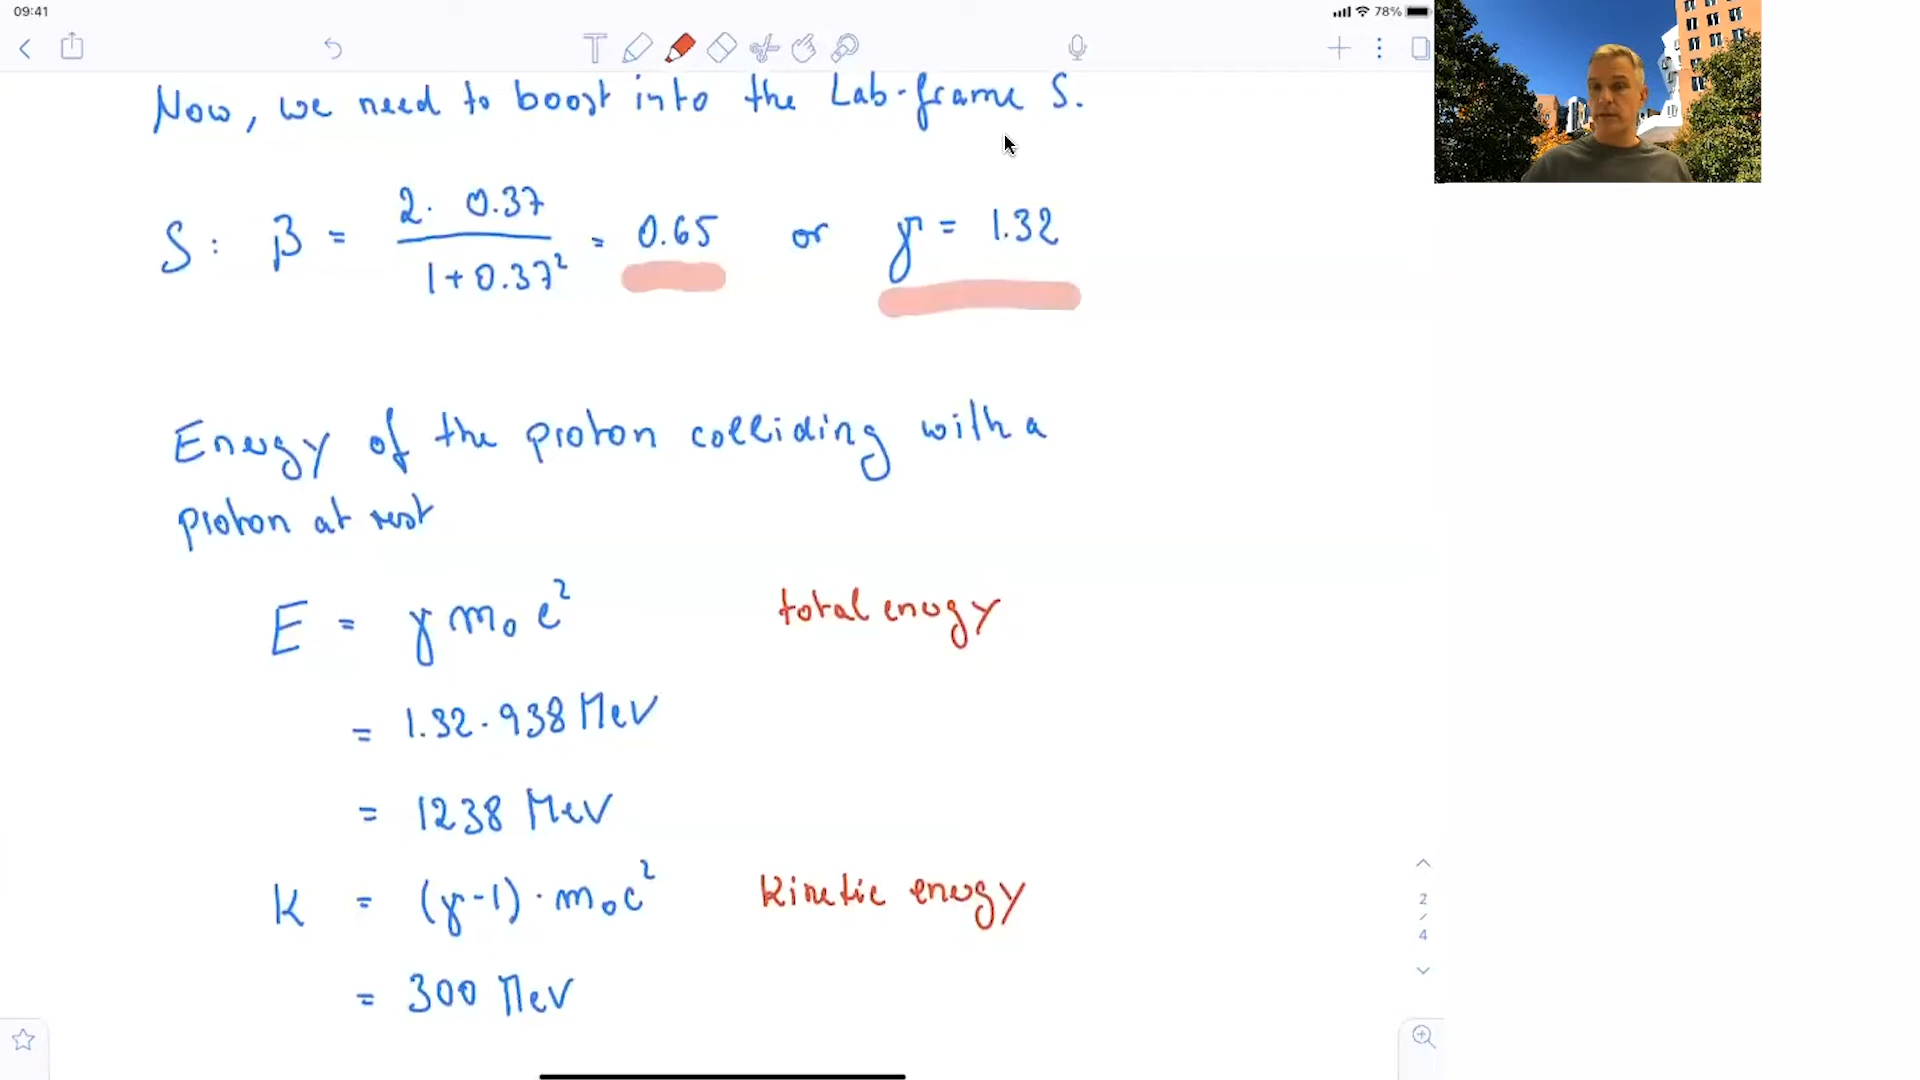 09:41
78%
Now, we need to boost into the Lab-frame S.
S: β = 2. 0.37 / 1 + 0.37² = 0.65 or γ = 1.32
Energy of the proton colliding with a
proton at rest
E = γ m₀ c² total energy
= 1.32 · 938 MeV
= 1238 MeV
K = (γ-1) · m₀c² Kinetic energy
= 300 MeV
2
/
4